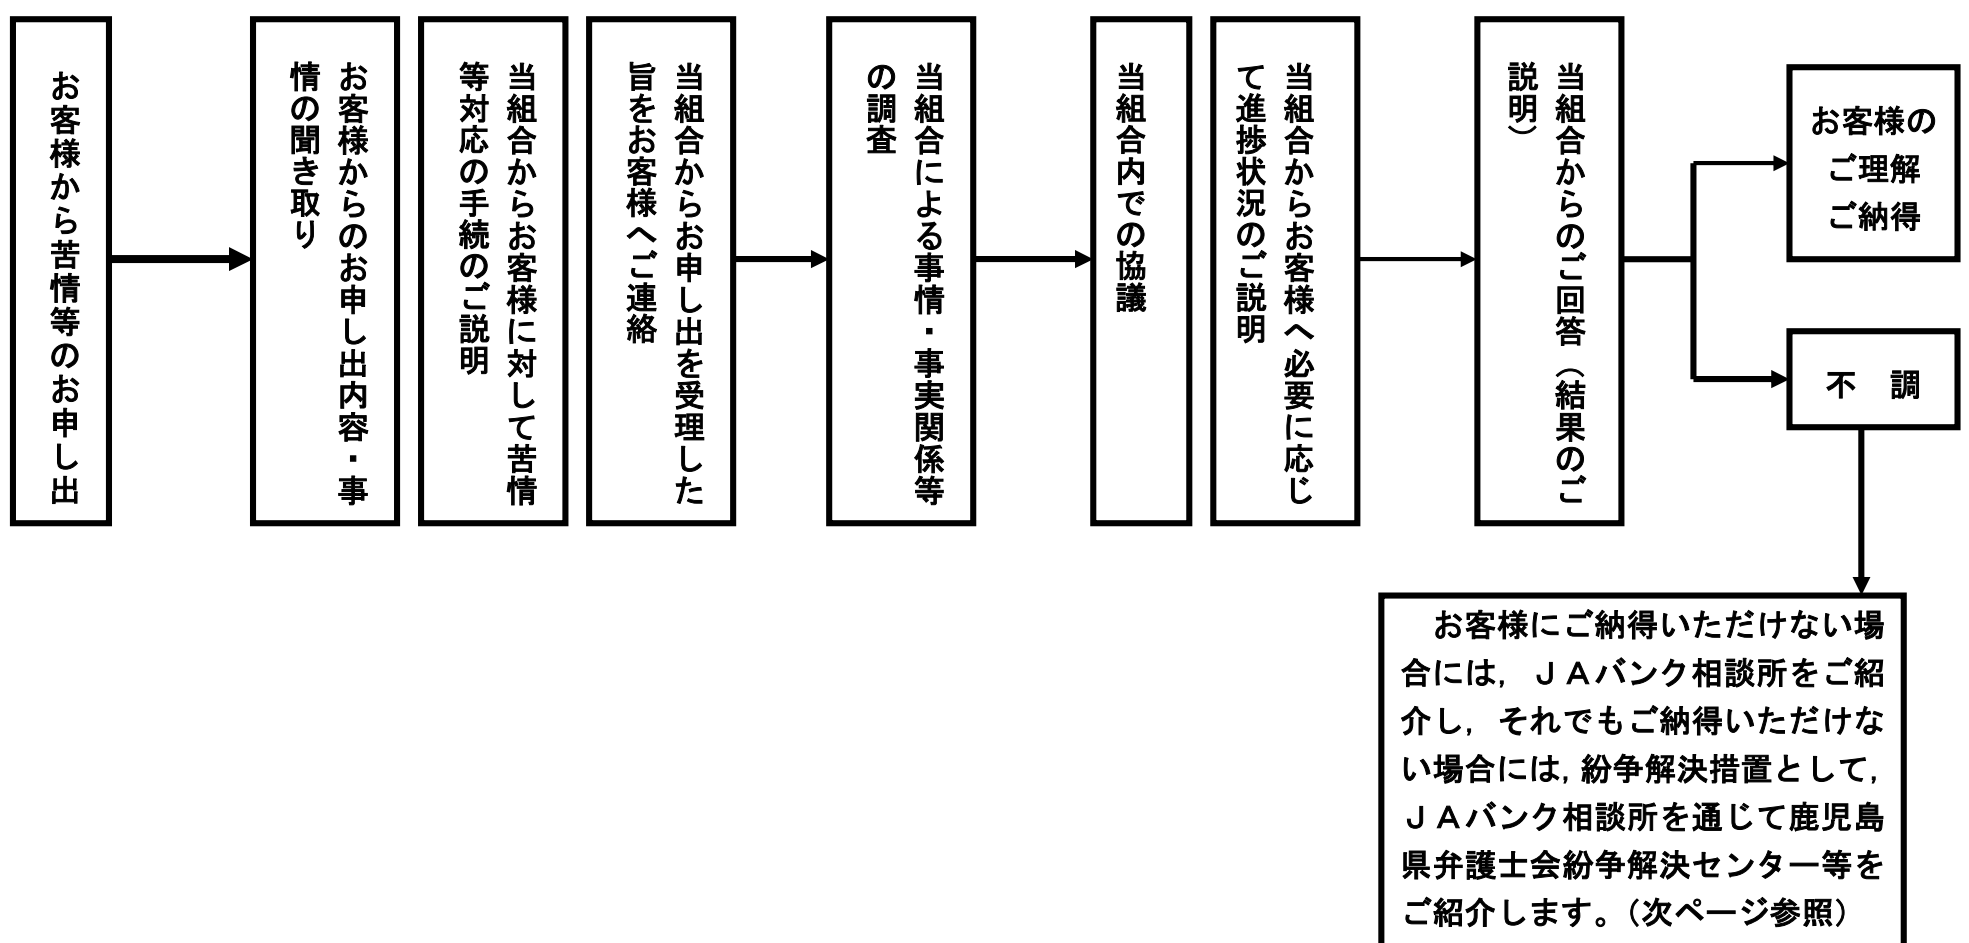 お客様から苦情等のお申し出
お客様からのお申し出内容・事
情の聞き取り
当組合からお客様に対して苦情
等対応の手続のご説明
当組合からお申し出を受理した
旨をお客様へご連絡
当組合による事情・事実関係等
の調査
当組合内での協議
当組合からお客様へ必要に応じ
て進捗状況のご説明
当組合からのご回答（結果のご
説明）
お客様の
ご理解
ご納得
不　調
お客様にご納得いただけない場
合には，ＪＡバンク相談所をご紹
介し，それでもご納得いただけな
い場合には，紛争解決措置として，
ＪＡバンク相談所を通じて鹿児島
県弁護士会紛争解決センター等を
ご紹介します。（次ページ参照）